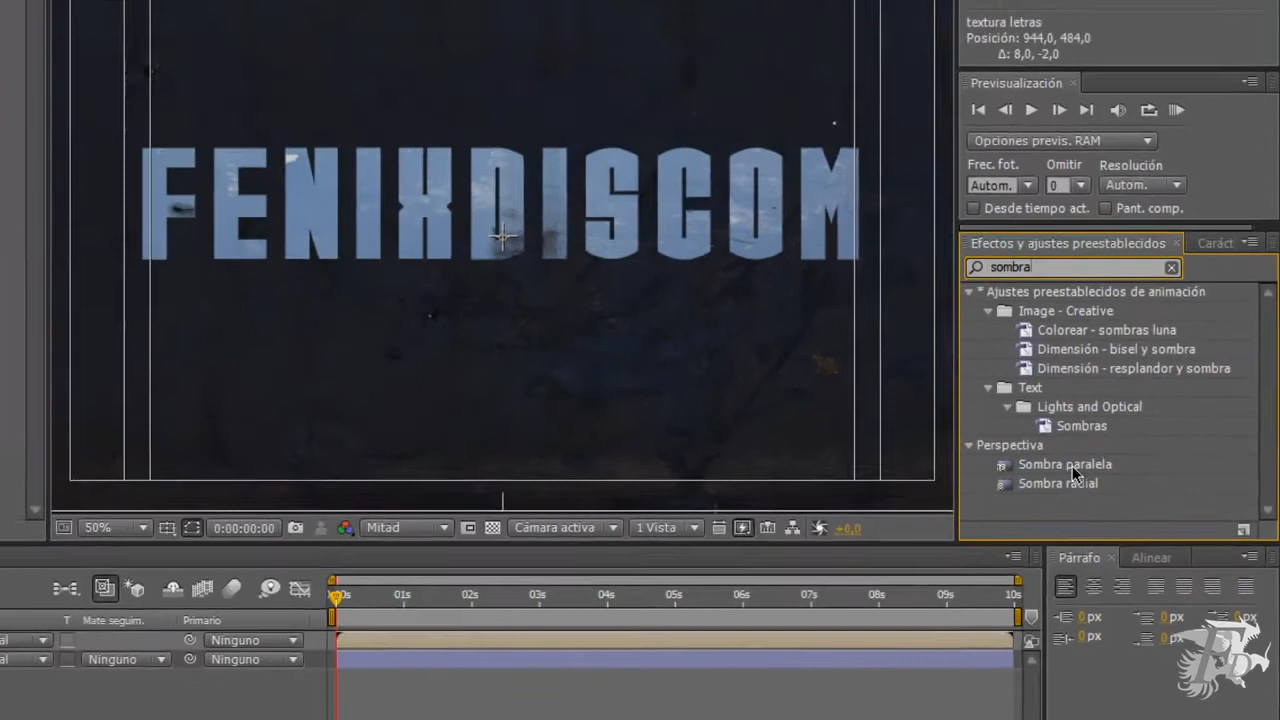 textura letras
Posición: 944,0, 484,0
Δ: 8,0, -2,0
Previsualización
Opciones previs. RAM
Frec. fot. Omitir Resolución
Autom. 0 Autom.
Desde tiempo act. Pant. comp.
Efectos y ajustes preestablecidos Caráct
sombra
* Ajustes preestablecidos de animación
Image - Creative
Colorear - sombras luna
Dimensión - bisel y sombra
Dimensión - resplandor y sombra
Text
Lights and Optical
Sombras
Perspectiva
Sombra paralela
Sombra radial
FENIXDISCOM
50% 0:00:00:00 Mitad Cámara activa 1 Vista +0,0
Párrafo Alinear
0 px 0 px 0 px
0 px 0 px
01s 02s 03s 04s 05s 06s 07s 08s 09s 10s
T Mate seguim. Primario
al Ninguno
al Ninguno Ninguno